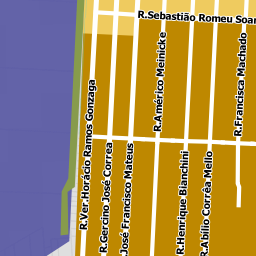 R.Sebastião Romeu Soar
R.Ver.Horácio Ramos Gonzaga
R.Gercino José Correa
José Francisco Mateus
R.Américo Meinicke
R.Henrique Bianchini
R.Abílio Corrêa Mello
R.Francisca Machado